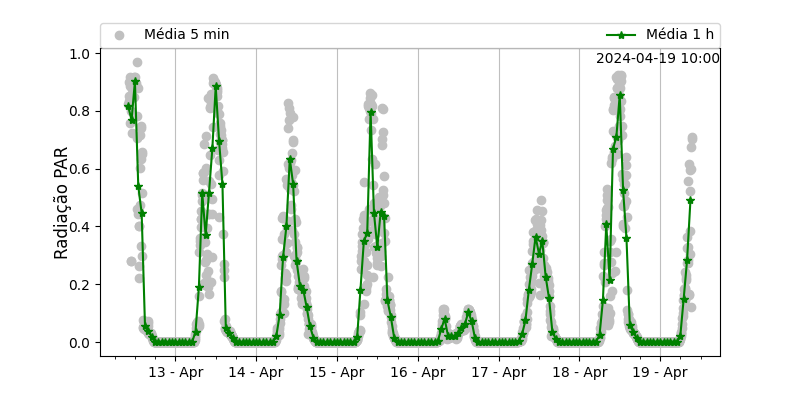 Média 5 min
Média 1 h
2024-04-19 10:00
1.0
0.8
0.6
0.4
0.2
0.0
Radiação PAR
13 - Apr
14 - Apr
15 - Apr
16 - Apr
17 - Apr
18 - Apr
19 - Apr